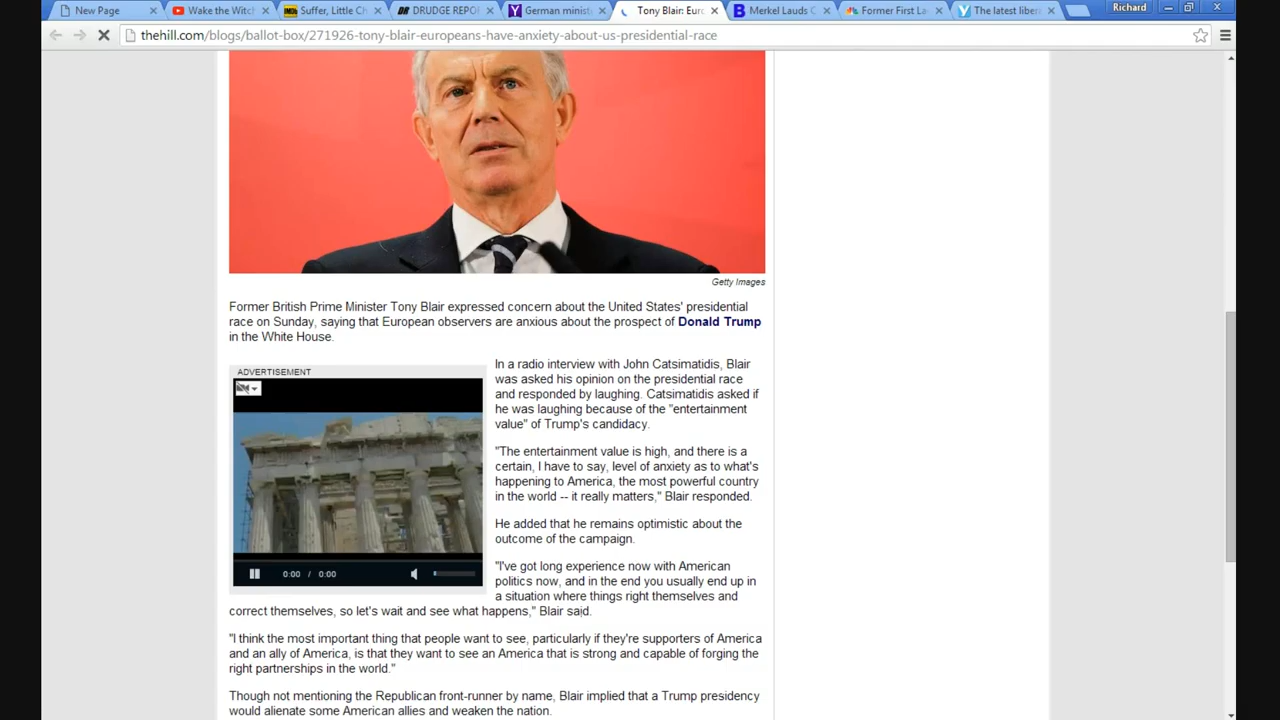 New Page
Wake the Witch
Suffer, Little Ch
DRUDGE REPO
German minist
Tony Blair: Eur
Merkel Lauds C
Former First La
The latest liber
Richard
thehill.com/blogs/ballot-box/271926-tony-blair-europeans-have-anxiety-about-us-presidential-race
Getty Images
Former British Prime Minister Tony Blair expressed concern about the United States' presidential
race on Sunday, saying that European observers are anxious about the prospect of Donald Trump
in the White House.
ADVERTISEMENT
0:00 / 0:00
In a radio interview with John Catsimatidis, Blair
was asked his opinion on the presidential race
and responded by laughing. Catsimatidis asked if
he was laughing because of the "entertainment
value" of Trump's candidacy.
"The entertainment value is high, and there is a
certain, I have to say, level of anxiety as to what's
happening to America, the most powerful country
in the world -- it really matters," Blair responded.
He added that he remains optimistic about the
outcome of the campaign.
"I've got long experience now with American
politics now, and in the end you usually end up in
a situation where things right themselves and
correct themselves, so let's wait and see what happens," Blair said.
"I think the most important thing that people want to see, particularly if they're supporters of America
and an ally of America, is that they want to see an America that is strong and capable of forging the
right partnerships in the world."
Though not mentioning the Republican front-runner by name, Blair implied that a Trump presidency
would alienate some American allies and weaken the nation.